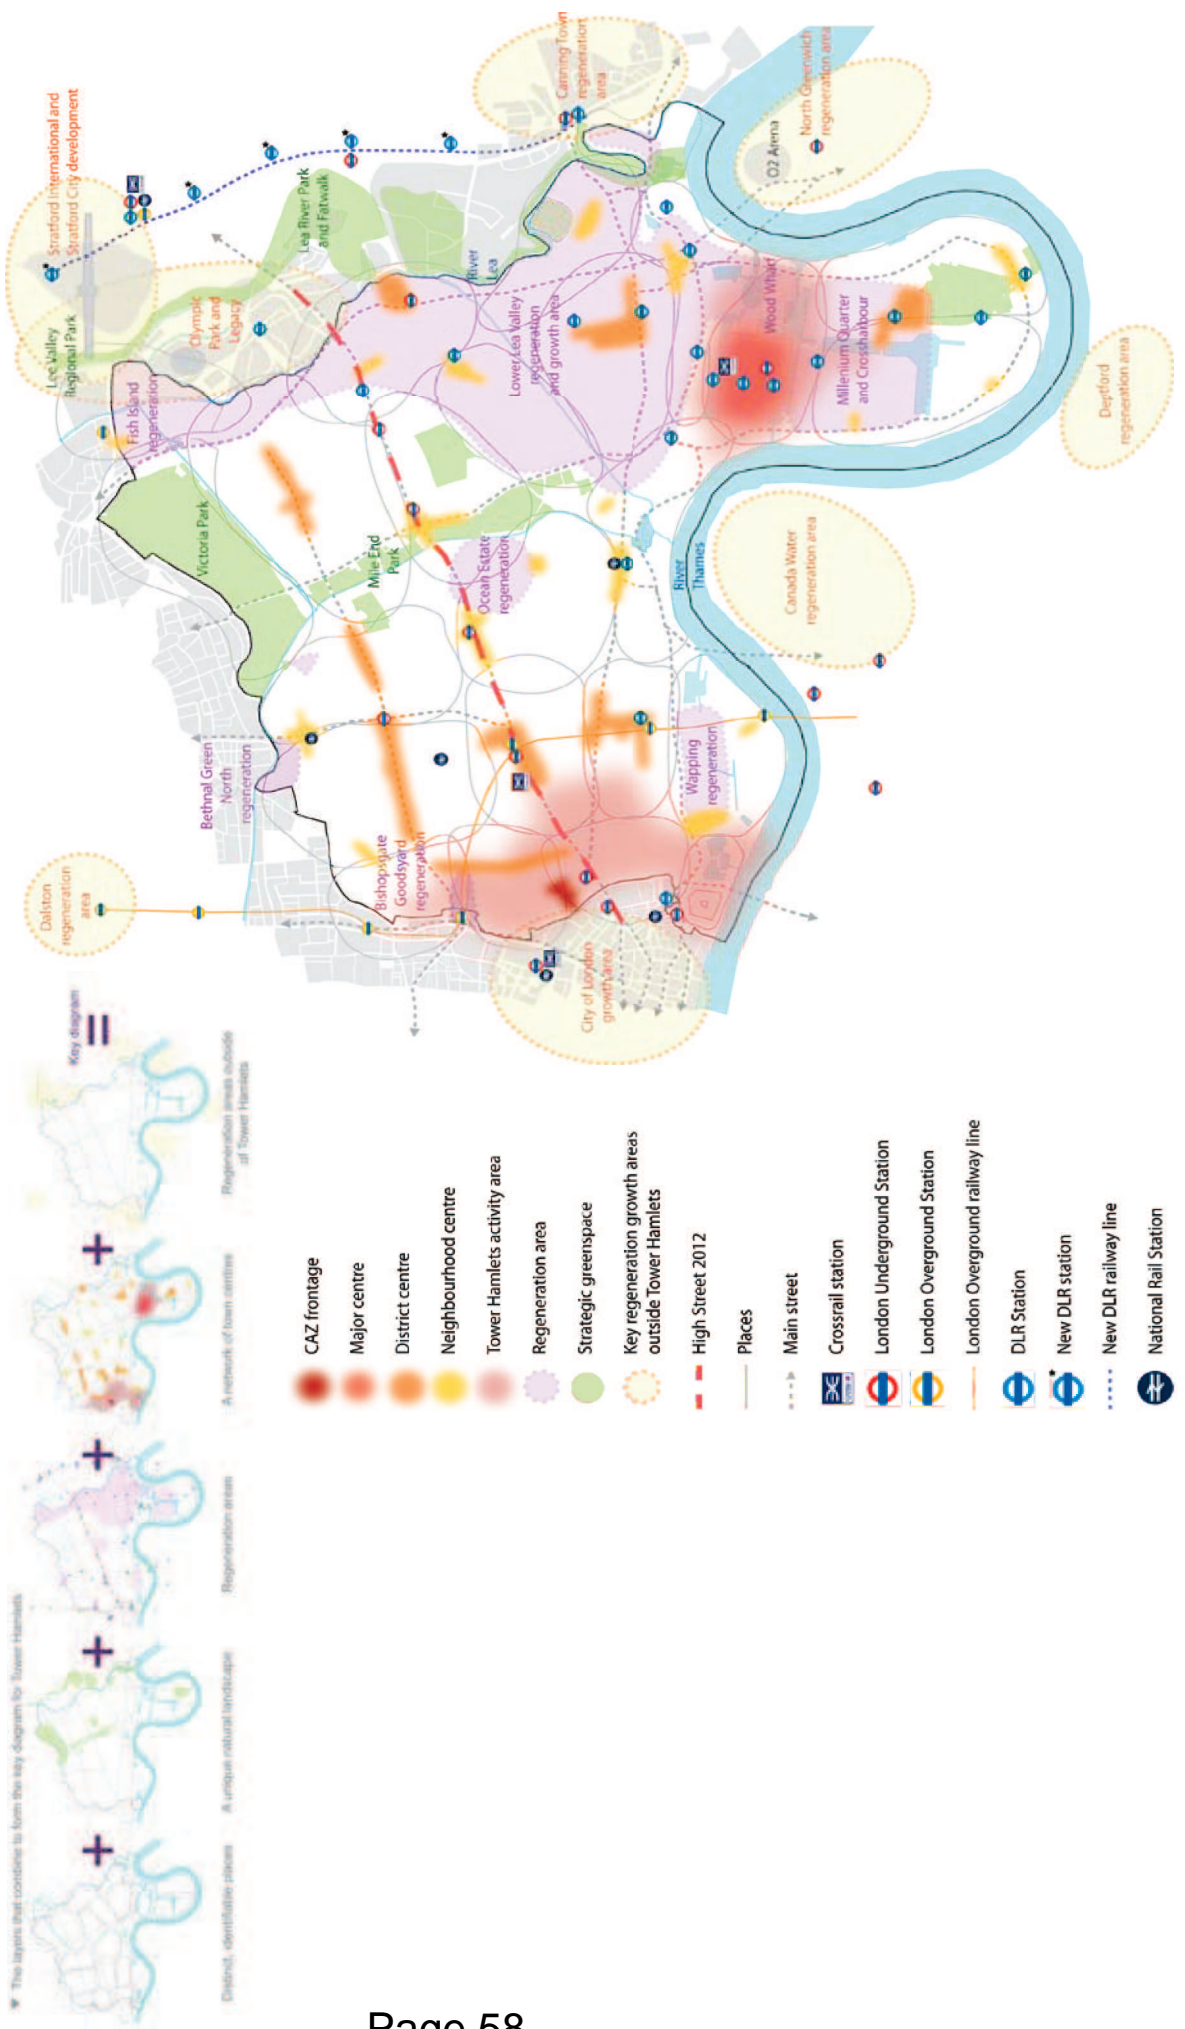 ▼ The layers that combine to form the key diagram for Tower Hamlets
Distinct, identifiable places
A unique natural landscape
Regeneration areas
A network of town centres
Regeneration areas outside
of Tower Hamlets
Key diagram
CAZ frontage
Major centre
District centre
Neighbourhood centre
Tower Hamlets activity area
Regeneration area
Strategic greenspace
Key regeneration growth areas
outside Tower Hamlets
High Street 2012
Places
Main street
Crossrail station
London Underground Station
London Overground Station
London Overground railway line
DLR Station
New DLR station
New DLR railway line
National Rail Station
Dalston
regeneration
area
Bethnal Green
North
regeneration
Bishopsgate
Goodsyard
regeneration
City of London
growth area
Wapping
regeneration
Victoria Park
Mile End
Park
Ocean Estate
regeneration
River
Thames
Canada Water
regeneration area
Lee Valley
Regional Park
Fish Island
regeneration
Stratford International and
Stratford City development
Olympic
Park and
Legacy
Lea River Park
and Fatwalk
River
Lea
Lower Lea Valley
regeneration
and growth area
Canning Town
regeneration
area
O2 Arena
North Greenwich
regeneration area
Wood Wharf
Millenium Quarter
and Crossharbour
Deptford
regeneration area
Page 58